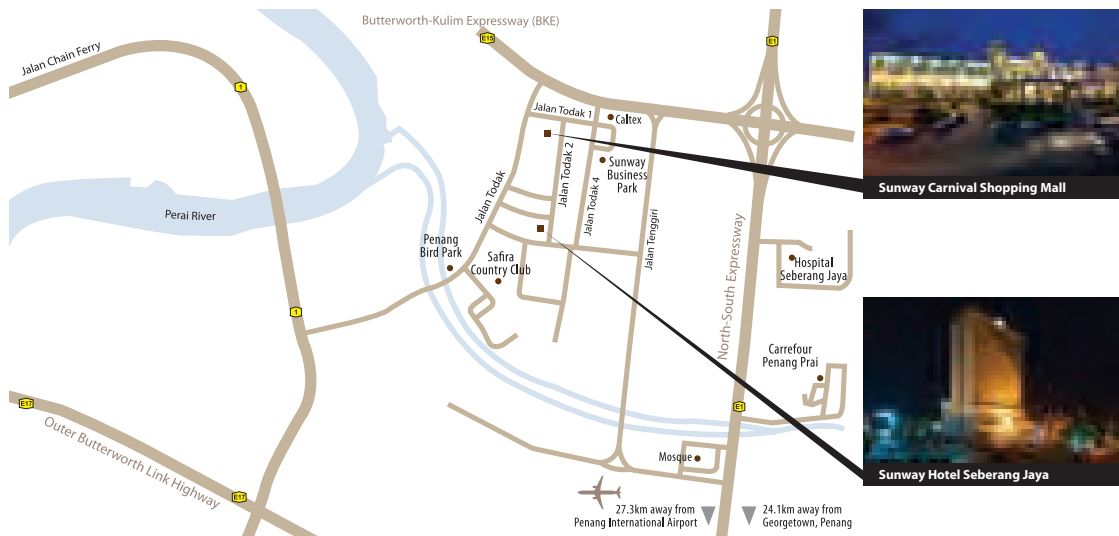 Butterworth-Kulim Expressway (BKE)
E15
E1
Jalan Chain Ferry
1
Jalan Todak 1
Caltex
Sunway
Business
Park
Jalan Todak 2
Jalan Todak 4
Jalan Todak
Jalan Tenggiri
Sunway Carnival Shopping Mall
Perai River
Penang
Bird Park
Safira
Country Club
North-South Expressway
Hospital
Seberang Jaya
1
Carrefour
Penang Prai
E17
E1
Outer Butterworth Link Highway
Mosque
E17
Sunway Hotel Seberang Jaya
27.3km away from
Penang International Airport
24.1km away from
Georgetown, Penang